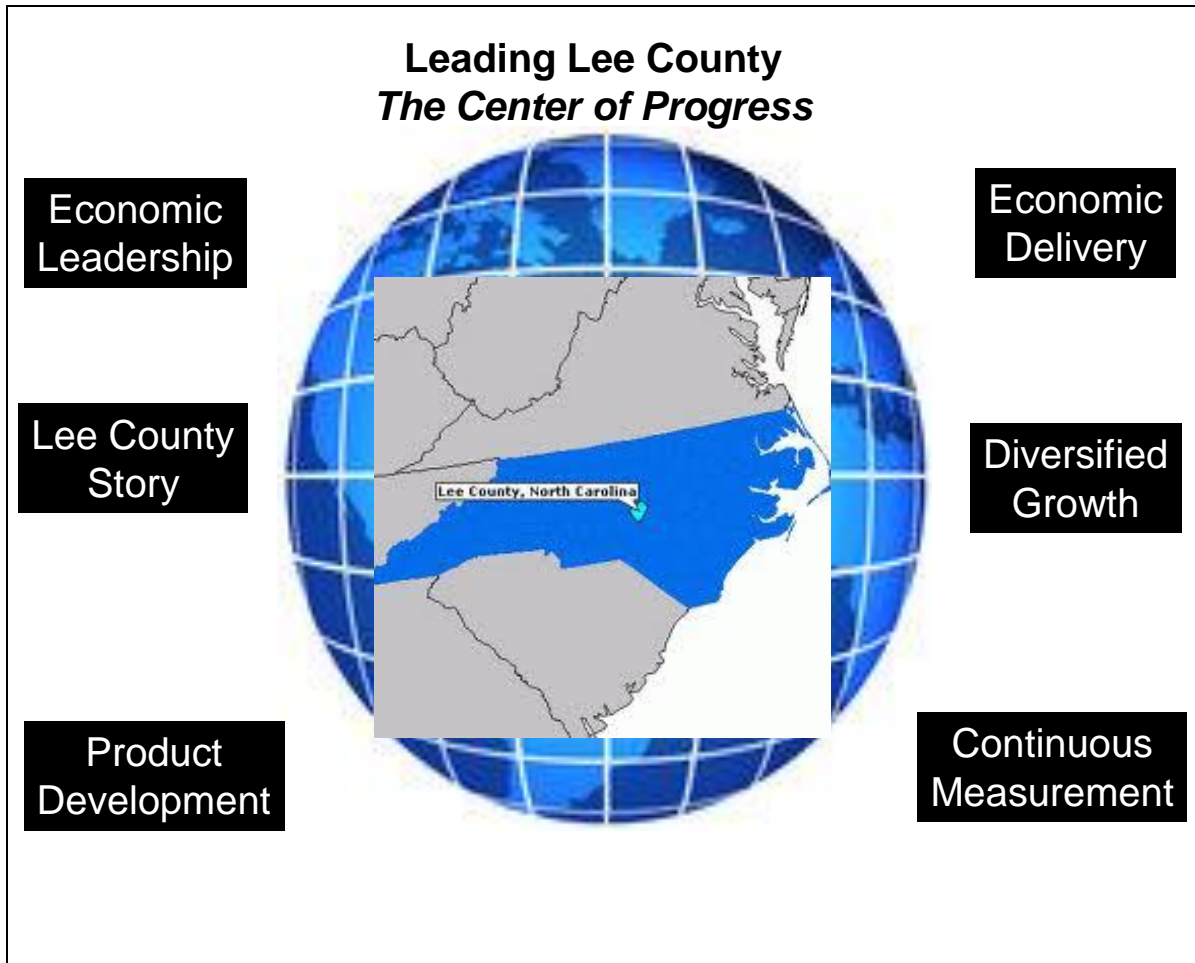 Leading Lee County
The Center of Progress
Economic
Leadership
Economic
Delivery
Lee County
Story
Lee County, North Carolina
Diversified
Growth
Product
Development
Continuous
Measurement